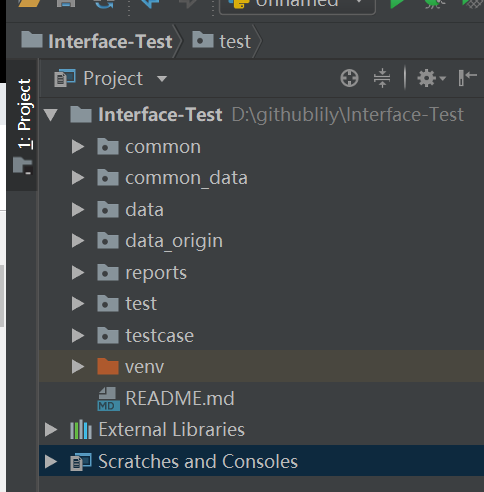 Unnamed
Interface-Test test
1: Project
Project
Interface-Test D:\githublily\Interface-Test
common
common_data
data
data_origin
reports
test
testcase
venv
MD README.md
External Libraries
Scratches and Consoles